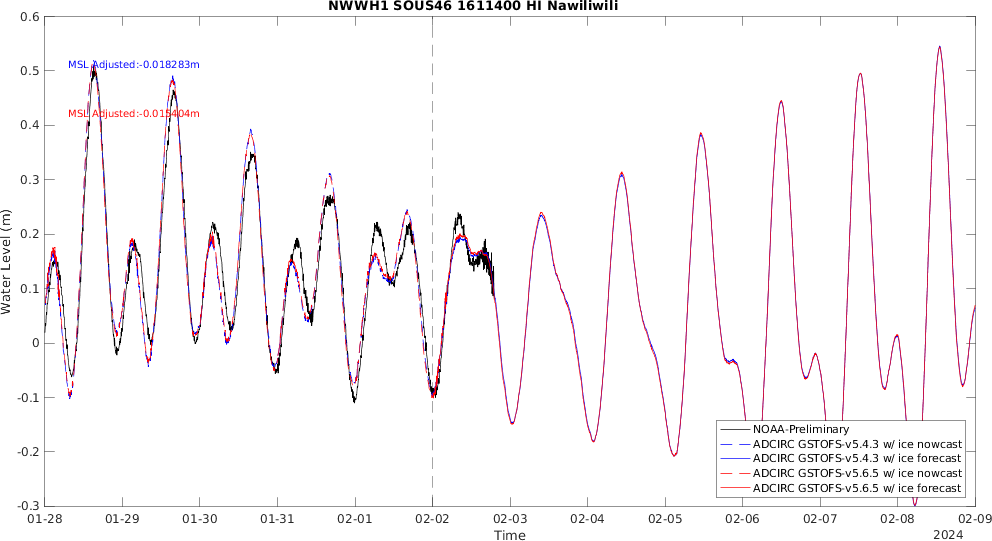 NWWH1 SOUS46 1611400 HI Nawiliwili
0.6
0.5
0.4
0.3
0.2
0.1
0
-0.1
-0.2
-0.3
Water Level (m)
MSL Adjusted:-0.018283m
MSL Adjusted:-0.015404m
NOAA-Preliminary
ADCIRC GSTOFS-v5.4.3 w/ ice nowcast
ADCIRC GSTOFS-v5.4.3 w/ ice forecast
ADCIRC GSTOFS-v5.6.5 w/ ice nowcast
ADCIRC GSTOFS-v5.6.5 w/ ice forecast
01-28 01-29 01-30 01-31 02-01 02-02 02-03 02-04 02-05 02-06 02-07 02-08 02-09
Time
2024